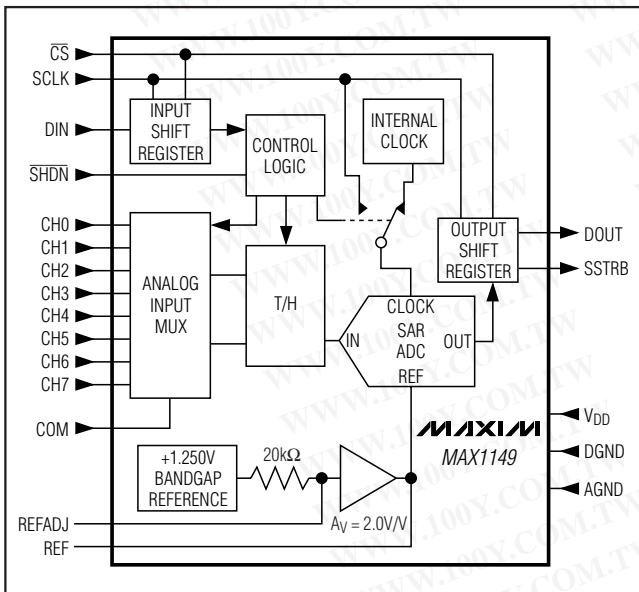 CS
SCLK
DIN
SHDN
CH0
CH1
CH2
CH3
CH4
CH5
CH6
CH7
COM
REFADJ
REF
INPUT
SHIFT
REGISTER
CONTROL
LOGIC
INTERNAL
CLOCK
ANALOG
INPUT
MUX
T/H
CLOCK
IN
SAR
ADC
OUT
REF
OUTPUT
SHIFT
REGISTER
DOUT
SSTRB
+1.250V
BANDGAP
REFERENCE
20kΩ
AV = 2.0V/V
MAXIM
MAX1149
VDD
DGND
AGND
WWW.100Y.COM.TW